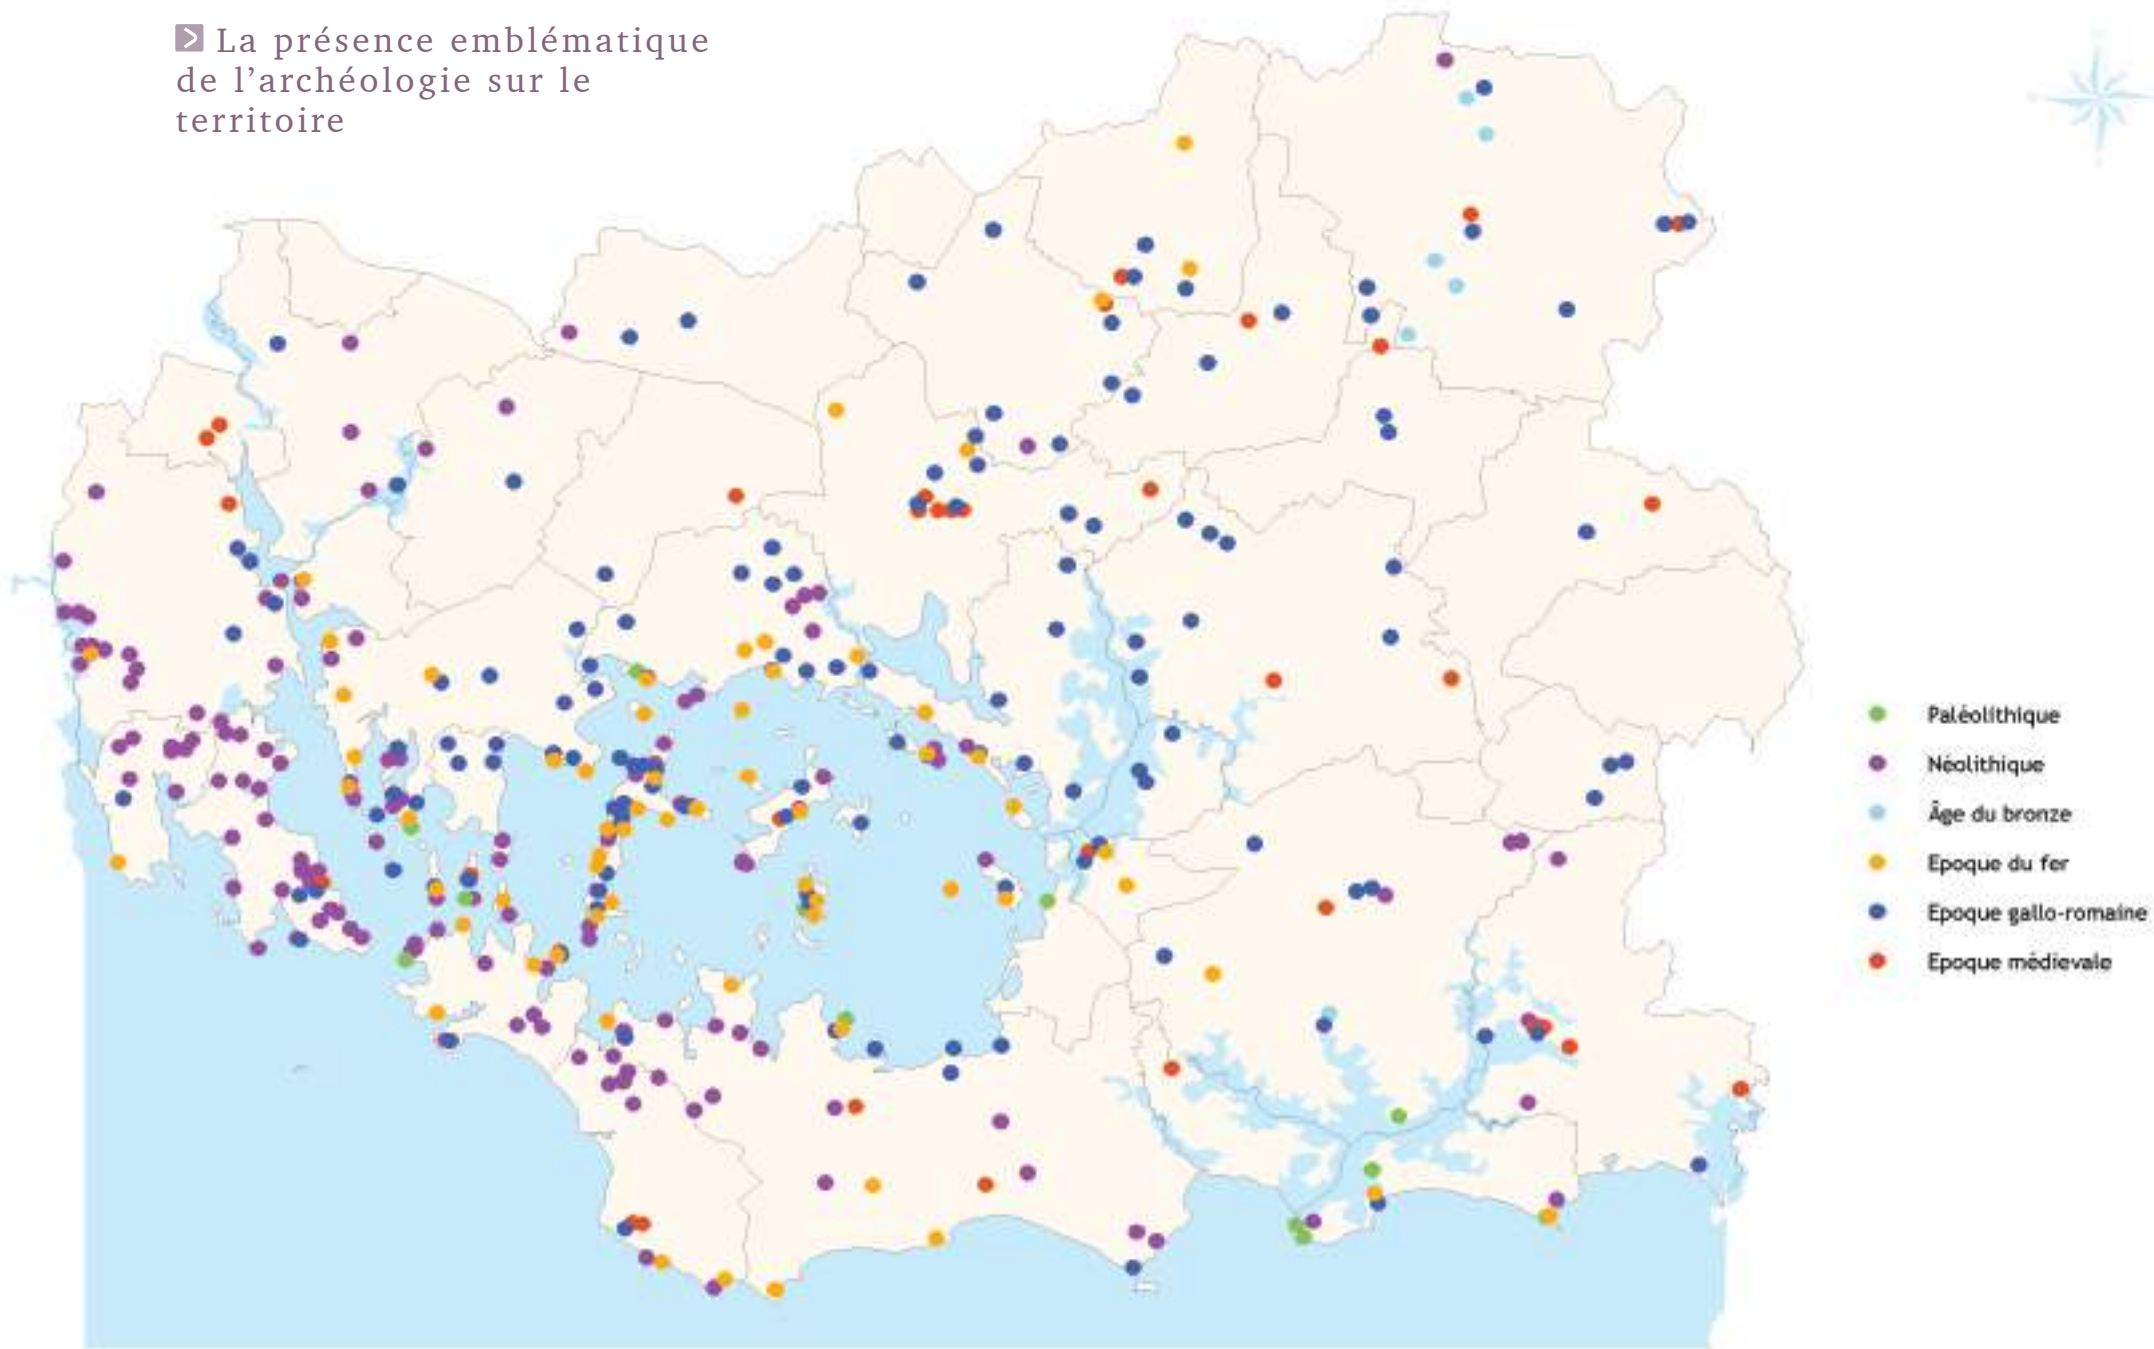 La présence emblématique
de l'archéologie sur le
territoire
Paléolithique
Néolithique
Âge du bronze
Epoque du fer
Epoque gallo-romaine
Epoque médievale